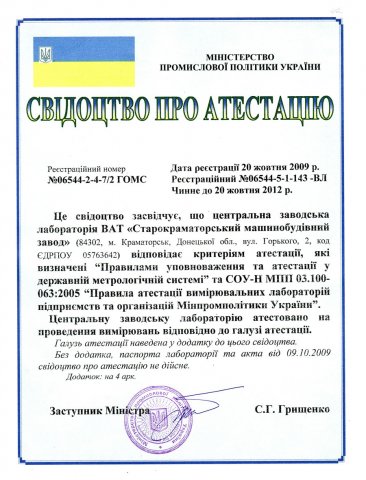 МІНІСТЕРСТВО
ПРОМИСЛОВОЇ ПОЛІТИКИ УКРАЇНИ
СВІДОЦТВО ПРО АТЕСТАЦІЮ
Реєстраційний номер
№06544-2-4-7/2 ГОМС
Дата реєстрації 20 жовтня 2009 р.
Реєстраційний №06544-5-1-143 -ВЛ
Чинне до 20 жовтня 2012 р.
Це свідоцтво засвідчує, що центральна заводська
лабораторія ВАТ «Старокраматорський машинобудівний
завод» (84302, м. Краматорськ, Донецької обл., вул. Горького, 2, код
ЄДРПОУ 05763642) відповідає критеріям атестації, які
визначені “Правилами уповноваження та атестації у
державній метрологічній системі” та СОУ-Н МПП 03.100-
063:2005 “Правила атестації вимірювальних лабораторій
підприємств та організацій Мінпромполітики України”.
Центральну заводську лабораторію атестовано на
проведення вимірювань відповідно до галузі атестації.
Галузь атестації наведена у додатку до цього свідоцтва.
Без додатка, паспорта лабораторії та акта від 09.10.2009
свідоцтво про атестацію не дійсне.
Додаток: на 4 арк.
Заступник Міністра
С.Г. Грищенко